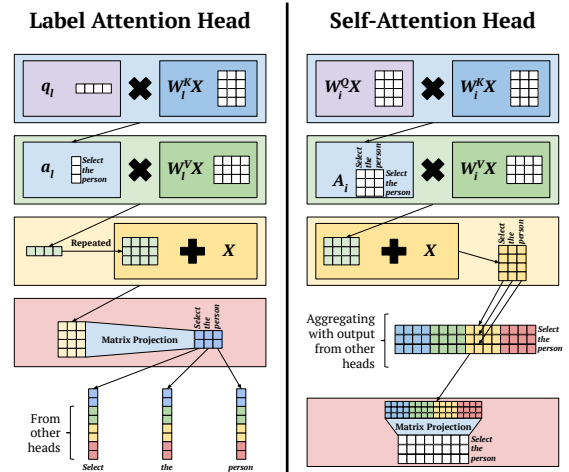 Label Attention Head
q_l
W_l^K X
a_l
Select
the
person
W_l^V X
Repeated
X
Select
the
person
Matrix Projection
From
other
heads
Select
the
person
Self-Attention Head
W_i^Q X
W_i^K X
Select
the
person
A_i
Select
the
person
W_i^V X
X
Select
the
person
Aggregating
with output
from other
heads
Select
the
person
Matrix Projection
Select
the
person